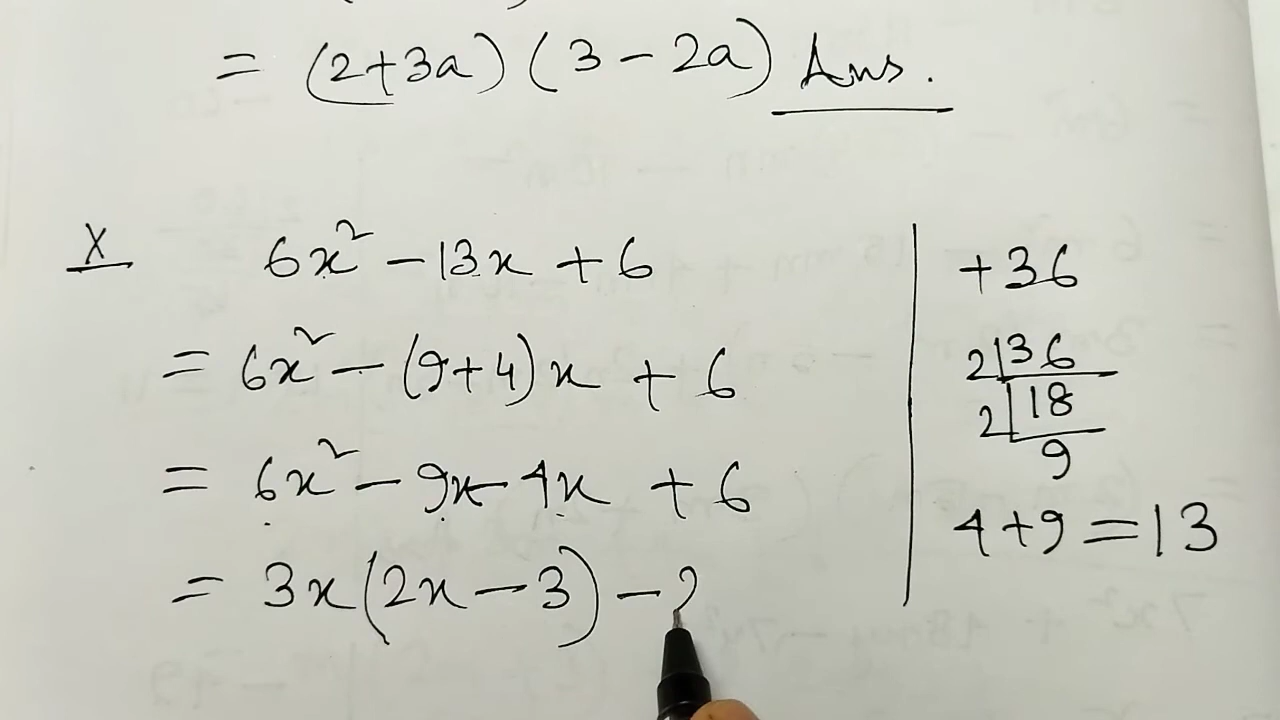 = (2+3a)(3-2a) Ans.
X
6x² - 13x + 6
= 6x² - (9+4)x + 6
= 6x² - 9x - 4x + 6
= 3x(2x - 3) - 2
+36
2|36
2|18
9
4+9=13